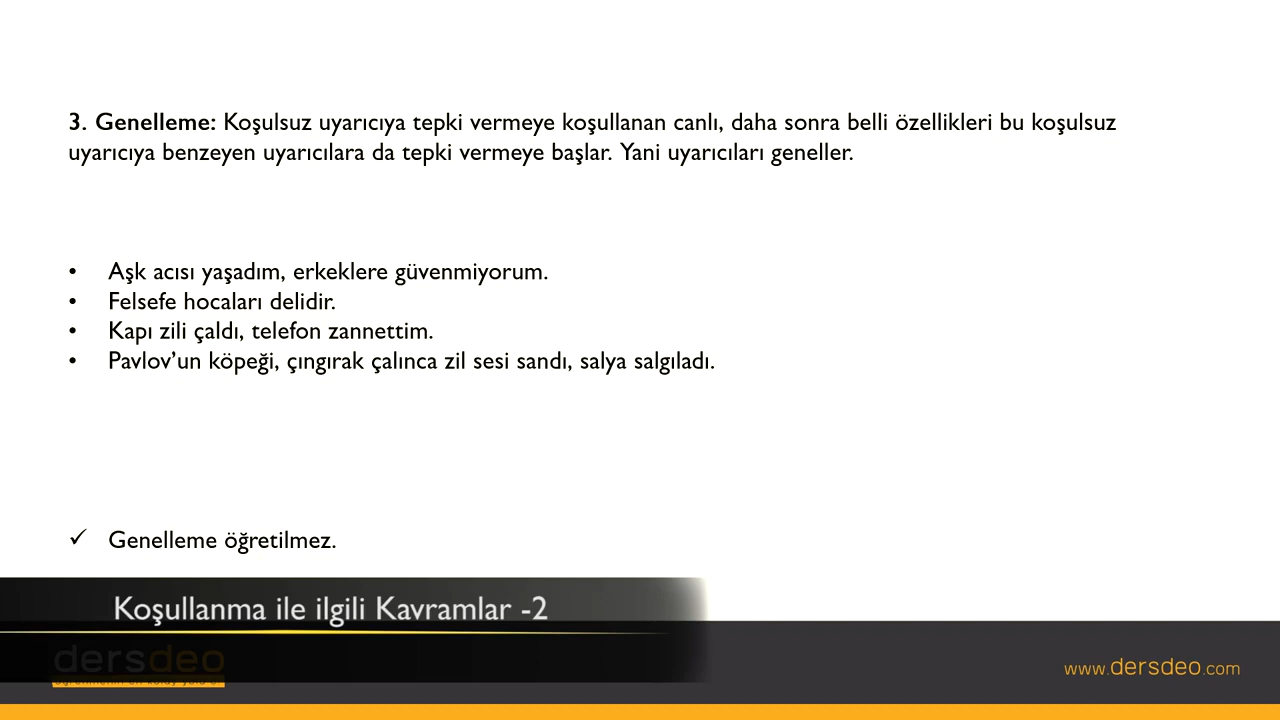 3. Genelleme: Koşulsuz uyarıcıya tepki vermeye koşullanan canlı, daha sonra belli özellikleri bu koşulsuz
uyarıcıya benzeyen uyarıcılara da tepki vermeye başlar. Yani uyarıcıları geneller.
• Aşk acısı yaşadım, erkeklere güvenmiyorum.
• Felsefe hocaları delidir.
• Kapı zili çaldı, telefon zannettim.
• Pavlov’un köpeği, çıngırak çalınca zil sesi sandı, salya salgıladı.
✓ Genelleme öğretilmez.
Koşullanma ile ilgili Kavramlar -2
dersdeo
www.dersdeo.com